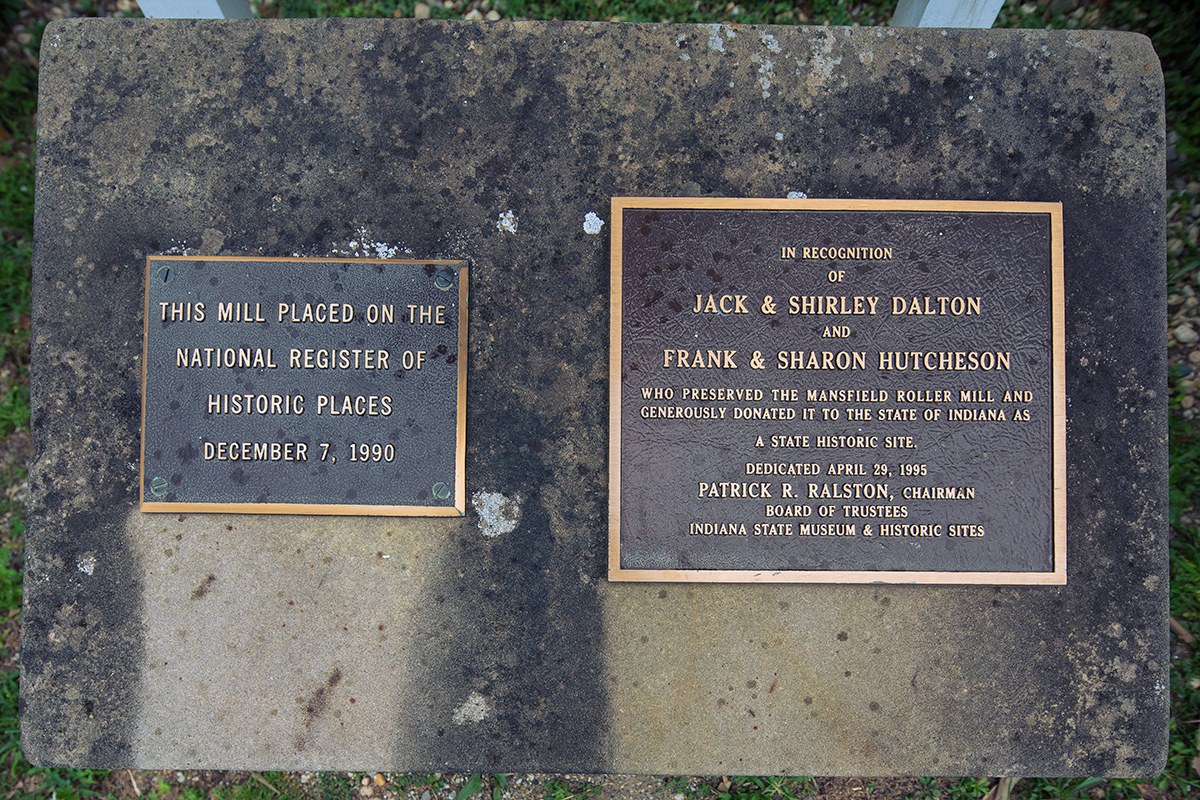 THIS MILL PLACED ON THE
NATIONAL REGISTER OF
HISTORIC PLACES
DECEMBER 7, 1990
IN RECOGNITION
OF
JACK & SHIRLEY DALTON
AND
FRANK & SHARON HUTCHESON
WHO PRESERVED THE MANSFIELD ROLLER MILL AND
GENEROUSLY DONATED IT TO THE STATE OF INDIANA AS
A STATE HISTORIC SITE.
DEDICATED APRIL 29, 1995
PATRICK R. RALSTON, CHAIRMAN
BOARD OF TRUSTEES
INDIANA STATE MUSEUM & HISTORIC SITES